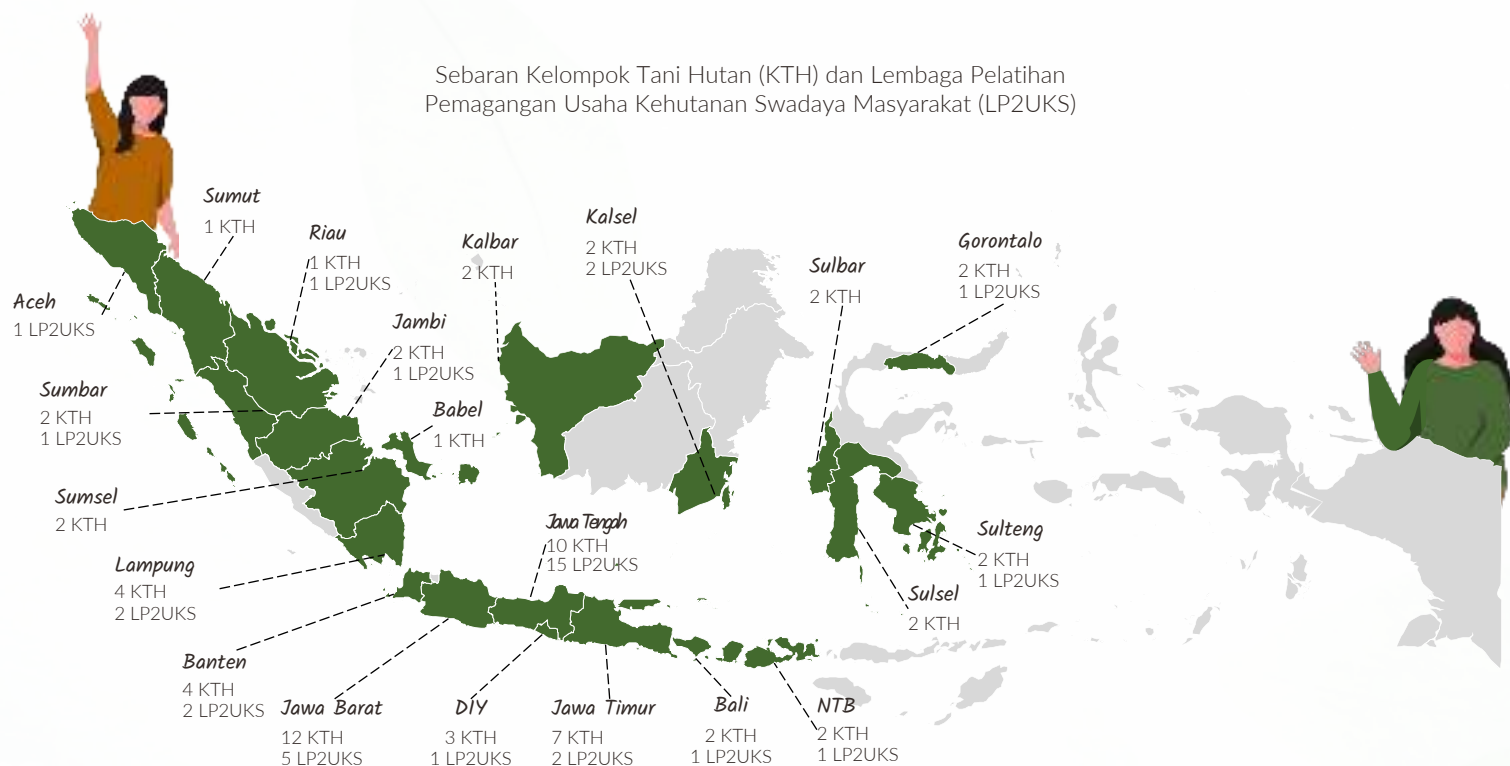 Sebaran Kelompok Tani Hutan (KTH) dan Lembaga Pelatihan
Pemagangan Usaha Kehutanan Swadaya Masyarakat (LP2UKS)
Sumut
1 KTH
Riau
1 KTH
1 LP2UKS
Kalbar
2 KTH
Kalsel
2 KTH
2 LP2UKS
Sulbar
2 KTH
Gorontalo
2 KTH
1 LP2UKS
Aceh
1 LP2UKS
Jambi
2 KTH
1 LP2UKS
Sumbar
2 KTH
1 LP2UKS
Babel
1 KTH
Sumsel
2 KTH
Jawa Tengah
10 KTH
15 LP2UKS
Sulteng
2 KTH
1 LP2UKS
Lampung
4 KTH
2 LP2UKS
Sulsel
2 KTH
Banten
4 KTH
2 LP2UKS
Jawa Barat
12 KTH
5 LP2UKS
DIY
3 KTH
1 LP2UKS
Jawa Timur
7 KTH
2 LP2UKS
Bali
2 KTH
1 LP2UKS
NTB
2 KTH
1 LP2UKS